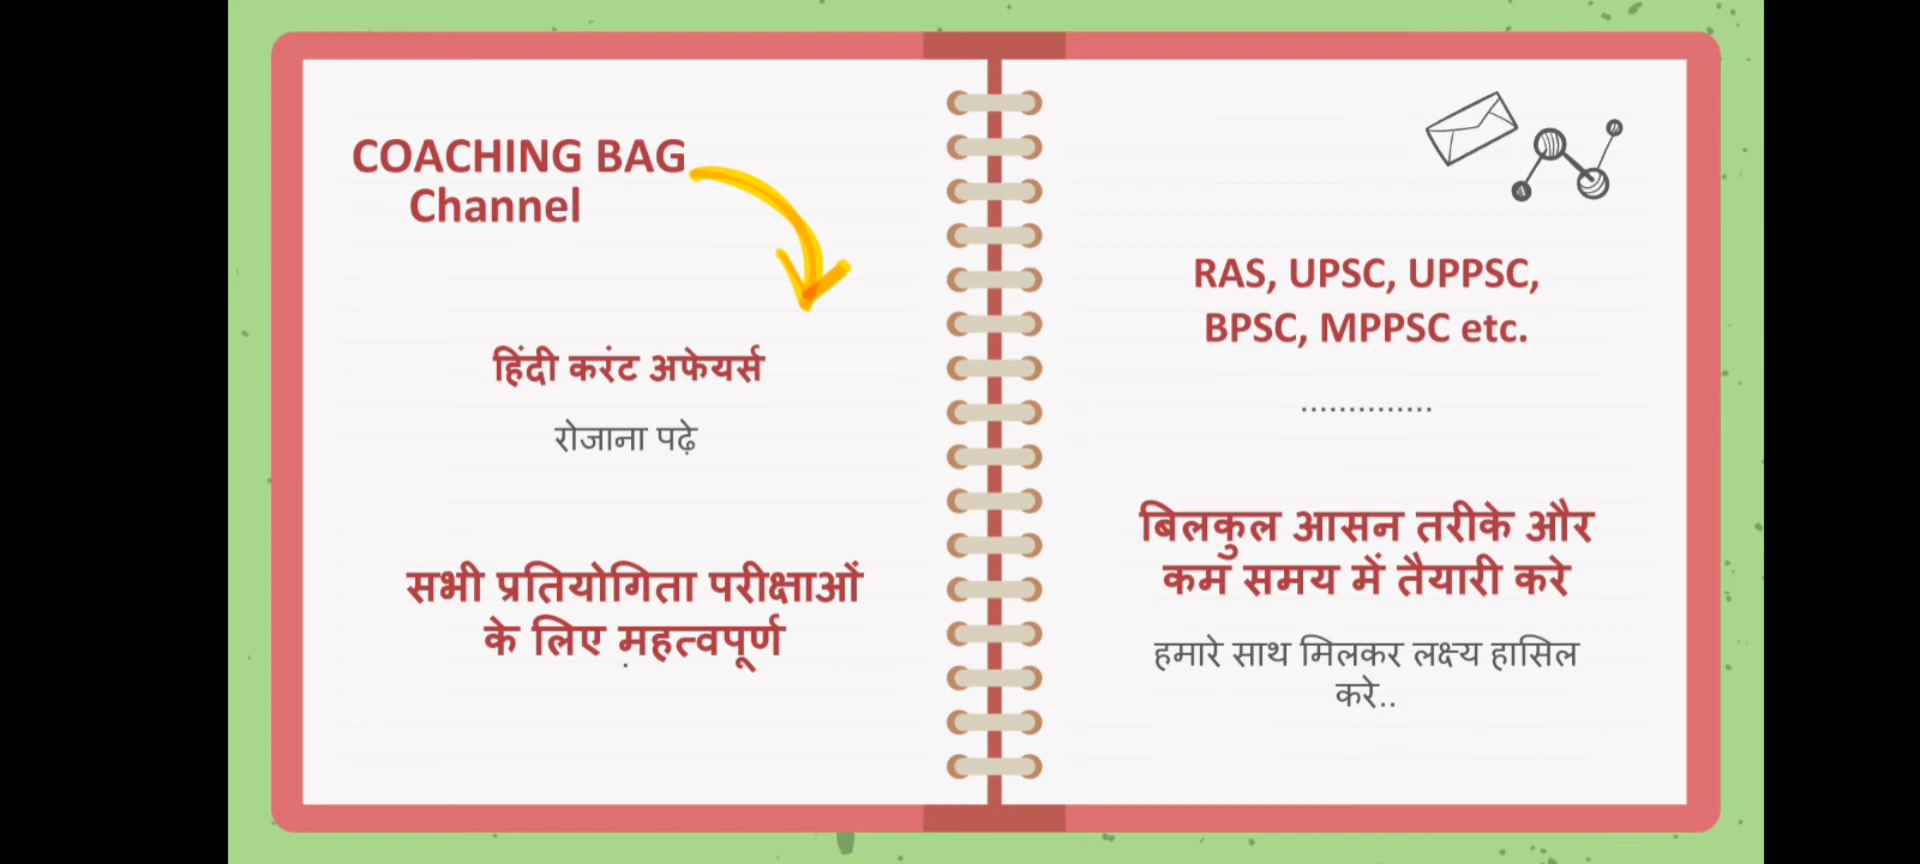 COACHING BAG
Channel
हिंदी करंट अफेयर्स
रोजाना पढ़े
सभी प्रतियोगिता परीक्षाओं
के लिए महत्वपूर्ण
.
RAS, UPSC, UPPSC,
BPSC, MPPSC etc.
..............
बिलकुल आसन तरीके और
कम समय में तैयारी करे
हमारे साथ मिलकर लक्ष्य हासिल
करे..